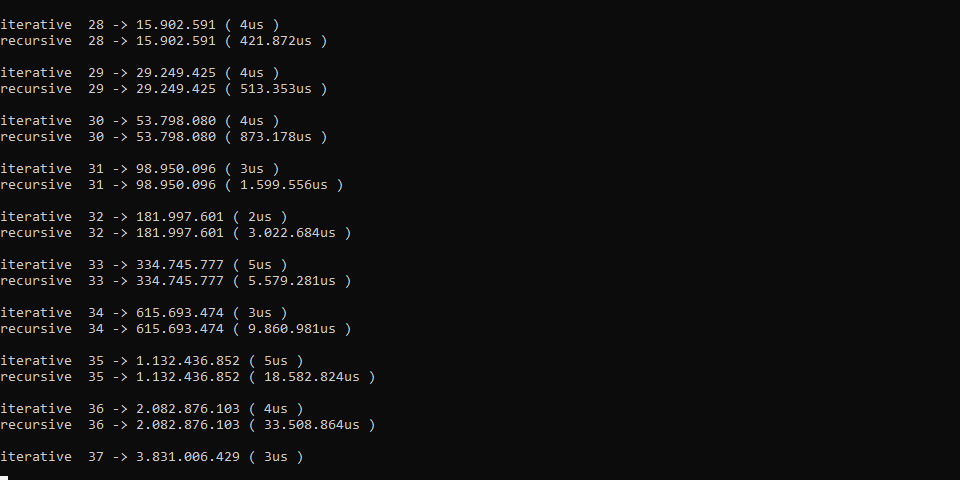 iterative  28 -> 15.902.591 ( 4us )
recursive  28 -> 15.902.591 ( 421.872us )
iterative  29 -> 29.249.425 ( 4us )
recursive  29 -> 29.249.425 ( 513.353us )
iterative  30 -> 53.798.080 ( 4us )
recursive  30 -> 53.798.080 ( 873.178us )
iterative  31 -> 98.950.096 ( 3us )
recursive  31 -> 98.950.096 ( 1.599.556us )
iterative  32 -> 181.997.601 ( 2us )
recursive  32 -> 181.997.601 ( 3.022.684us )
iterative  33 -> 334.745.777 ( 5us )
recursive  33 -> 334.745.777 ( 5.579.281us )
iterative  34 -> 615.693.474 ( 3us )
recursive  34 -> 615.693.474 ( 9.860.981us )
iterative  35 -> 1.132.436.852 ( 5us )
recursive  35 -> 1.132.436.852 ( 18.582.824us )
iterative  36 -> 2.082.876.103 ( 4us )
recursive  36 -> 2.082.876.103 ( 33.508.864us )
iterative  37 -> 3.831.006.429 ( 3us )